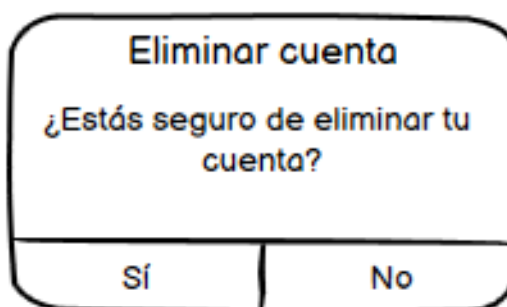 Eliminar cuenta
¿Estás seguro de eliminar tu
cuenta?
Sí
No